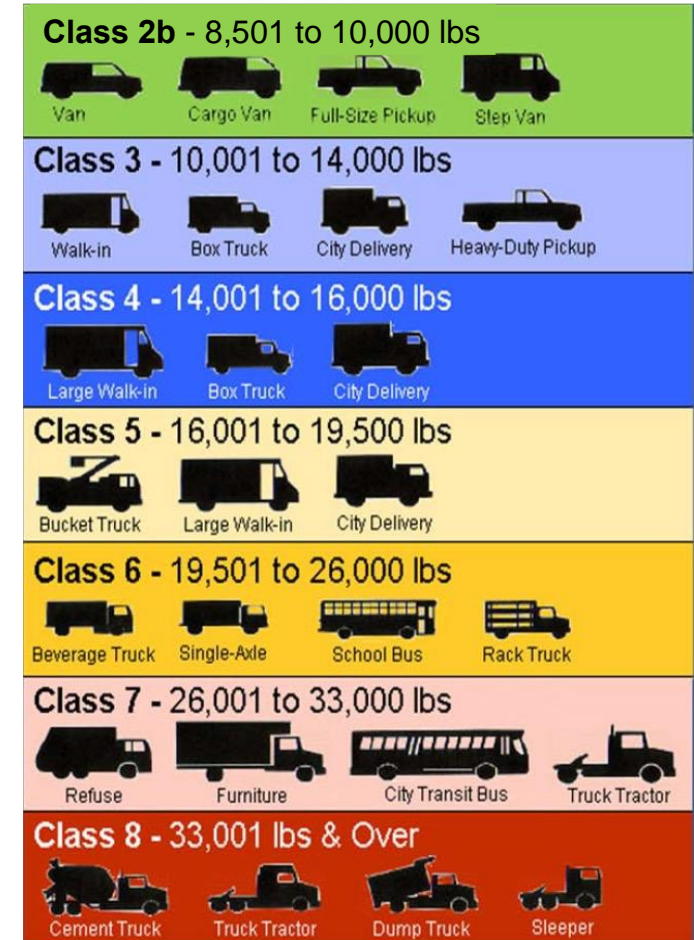 Class 2b - 8,501 to 10,000 lbs
Van Cargo Van Full-Size Pickup Step Van
Class 3 - 10,001 to 14,000 lbs
Walk-in Box Truck City Delivery Heavy-Duty Pickup
Class 4 - 14,001 to 16,000 lbs
Large Walk-in Box Truck City Delivery
Class 5 - 16,001 to 19,500 lbs
Bucket Truck Large Walk-in City Delivery
Class 6 - 19,501 to 26,000 lbs
Beverage Truck Single-Axle School Bus Rack Truck
Class 7 - 26,001 to 33,000 lbs
Refuse Furniture City Transit Bus Truck Tractor
Class 8 - 33,001 lbs & Over
Cement Truck Truck Tractor Dump Truck Sleeper